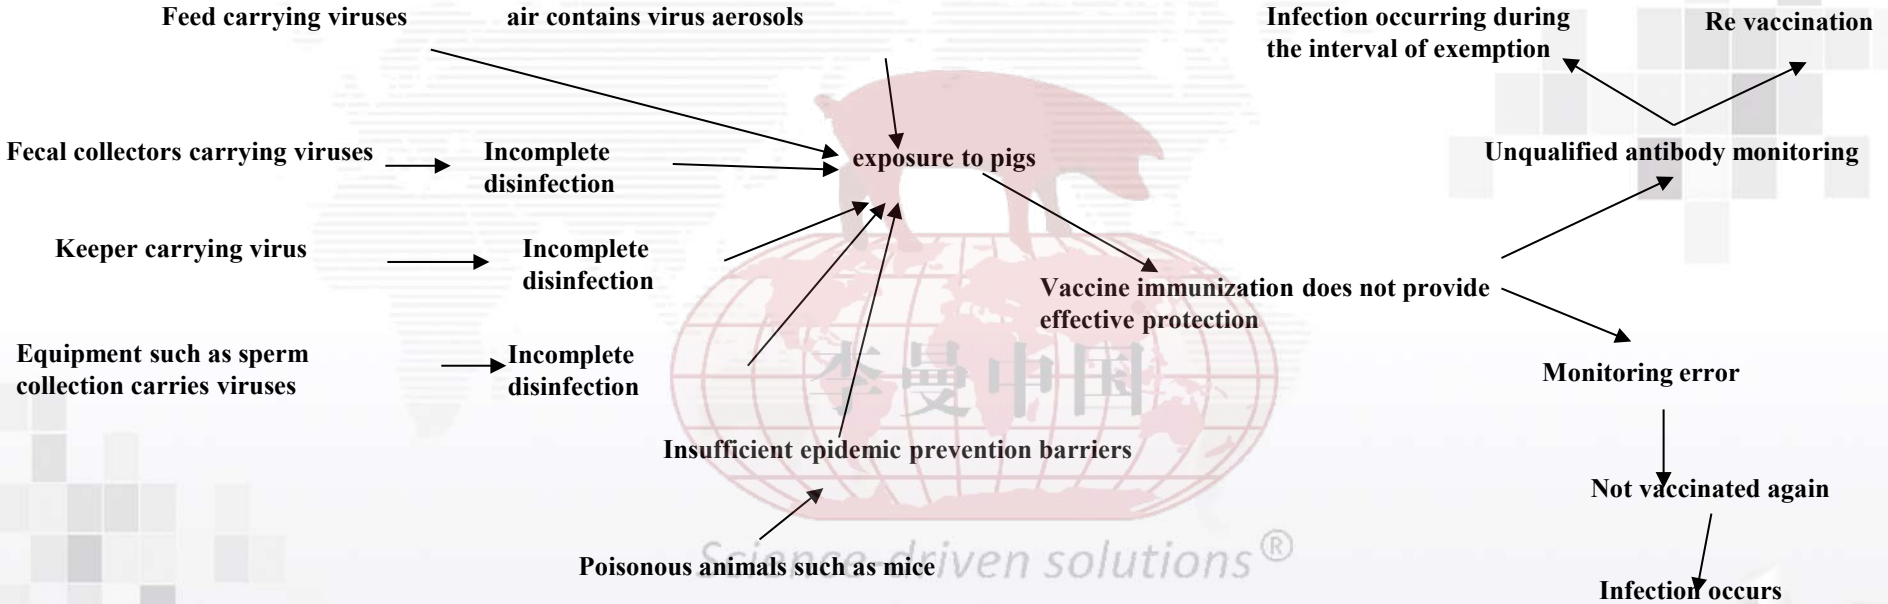 Feed carrying viruses
air contains virus aerosols
Infection occurring during
the interval of exemption
Re vaccination
Fecal collectors carrying viruses
Incomplete
disinfection
exposure to pigs
Unqualified antibody monitoring
Keeper carrying virus
Incomplete
disinfection
Vaccine immunization does not provide
effective protection
Equipment such as sperm
collection carries viruses
Incomplete
disinfection
李曼中国
Monitoring error
Insufficient epidemic prevention barriers
Not vaccinated again
Science-driven solutions®
Poisonous animals such as mice
Infection occurs